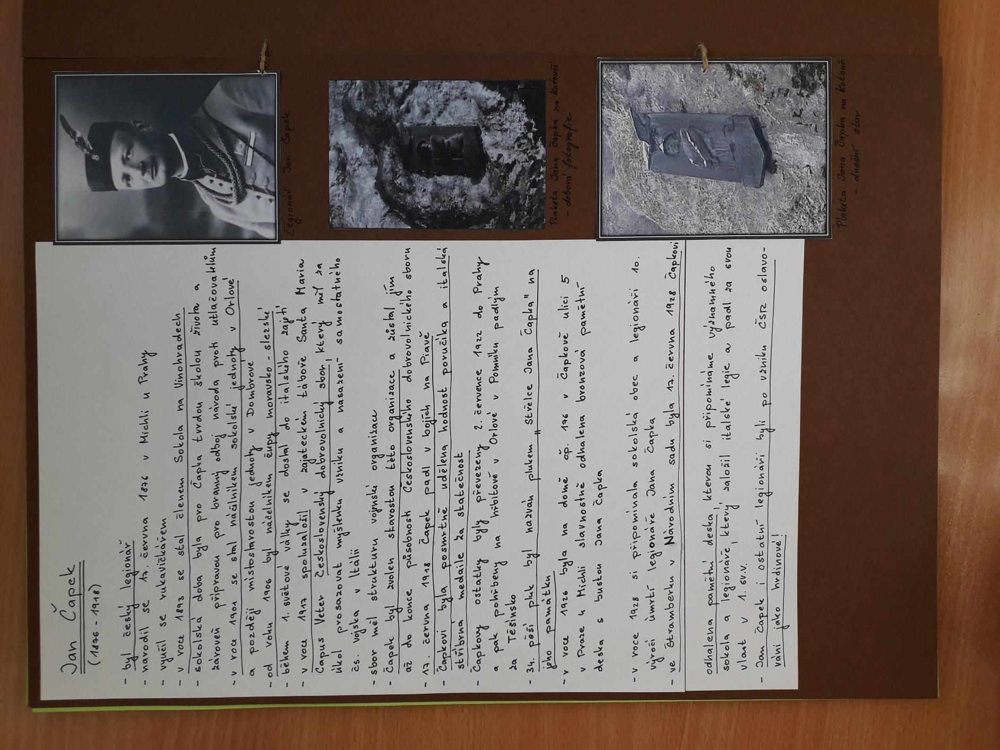 Jan Čapek
(1876 - 1918)
- byl český legionář
- narodil se 17. června 1876 v Michli u Prahy
- vyučil se rukavičkářem
- v roce 1893 se stal členem Sokola na Vinohradech
- sokolská doba byla pro Čapka tvrdou školou života a
zároveň přípravou pro branný odboj národa proti utlačovatelům
- v roce 1901 se stal náčelníkem sokolské jednoty v Orlové
a později místostarostou jednoty v Dombrové
- od roku 1906 byl náčelníkem župy moravsko-slezské
- během 1. světové války se dostal do italského zajetí
- v roce 1917 spoluzaložil v zajateckém táboře Santa Maria
Capus Veter Československý dobrovolnický sbor, který měl za
úkol prosazovat myšlenku vzniku a nasazení samostatného
čs. vojska v Itálii
- sbor měl strukturu vojenské organizace
- Čapek byl zvolen starostou této organizace a zůstal jím
až do konce působnosti Československého dobrovolnického sboru
- 17. června 1918 Čapek padl v bojích na Piavě
- Čapkovi byla posmrtně udělena hodnost poručíka a italská
stříbrná medaile za statečnost
- Čapkovy ostatky byly převezeny 2. července 1922 do Prahy
a pak pohřbeny na hřbitově v Orlové v Pomníku padlým
za Těšínsko
- 34. pěší pluk byl nazván plukem „Střelce Jana Čapka" na
jeho památku
- v roce 1926 byla na domě čp. 176 v Čapkově ulici 5
v Praze 4 Michli slavnostně odhalena bronzová pamětní
deska s bustou Jana Čapka
- v roce 1928 si připomínala sokolská obec a legionáři 10.
výročí úmrtí legionáře Jana Čapka
- ve Štramberku v Národním sadu byla 17. června 1928 Čapkovi
odhalena pamětní deska, kterou si připomínáme významného
sokola a legionáře, který založil italské legie a padl za svou
vlast v 1. sv.v.
- Jan Čapek i ostatní legionáři byli po vzniku ČSR oslavo-
váni jako hrdinové!
Legionář Jan Čapek
Plaketa Jana Čapka na Kotouči
- dobová fotografie
Plaketa Jana Čapka na Kotouči
- dnešní stav